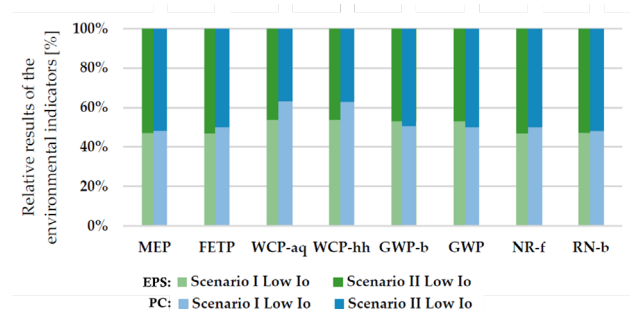 Relative results of the
environmental indicators [%]
100%
80%
60%
40%
20%
0%
MEP FETP WCP-aq WCP-hh GWP-b GWP NR-f RN-b
EPS: Scenario I Low Io Scenario II Low Io
PC: Scenario I Low Io Scenario II Low Io